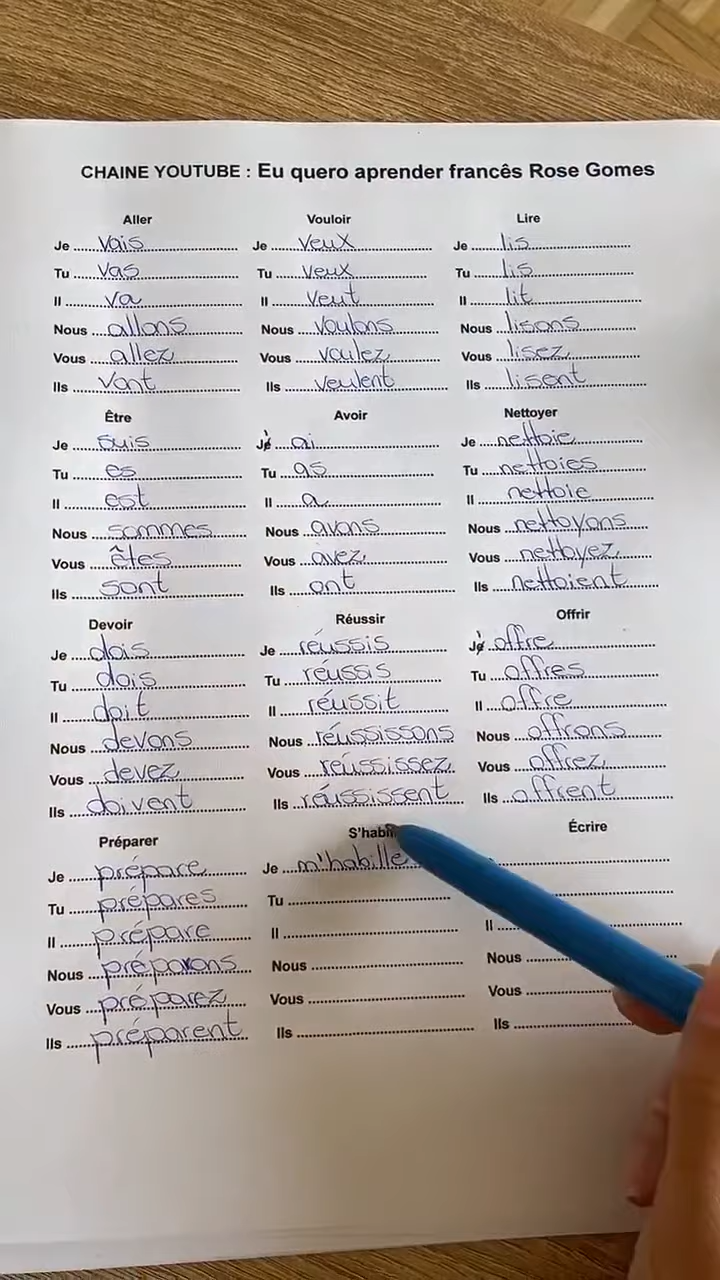 CHAINE YOUTUBE : Eu quero aprender francês Rose Gomes
Aller
Je vais
Tu vas
Il va
Nous allons
Vous allez
Ils vont
Vouloir
Je veux
Tu veux
Il veut
Nous voulons
Vous voulez
Ils veulent
Lire
Je lis
Tu lis
Il lit
Nous lisons
Vous lisez
Ils lisent
Être
Je suis
Tu es
Il est
Nous sommes
Vous êtes
Ils sont
Avoir
J' ai
Tu as
Il a
Nous avons
Vous avez
Ils ont
Nettoyer
Je nettoie
Tu nettoies
Il nettoie
Nous nettoyons
Vous nettoyez
Ils nettoient
Devoir
Je dois
Tu dois
Il doit
Nous devons
Vous devez
Ils doivent
Réussir
Je réussis
Tu réussis
Il réussit
Nous réussissons
Vous réussissez
Ils réussissent
Offrir
J' offre
Tu offres
Il offre
Nous offrons
Vous offrez
Ils offrent
Préparer
Je prépare
Tu prépares
Il prépare
Nous préparons
Vous préparez
Ils préparent
S'habi
Je m'habille
Tu
Il
Nous
Vous
Ils
Écrire
Il
Nous
Vous
Ils